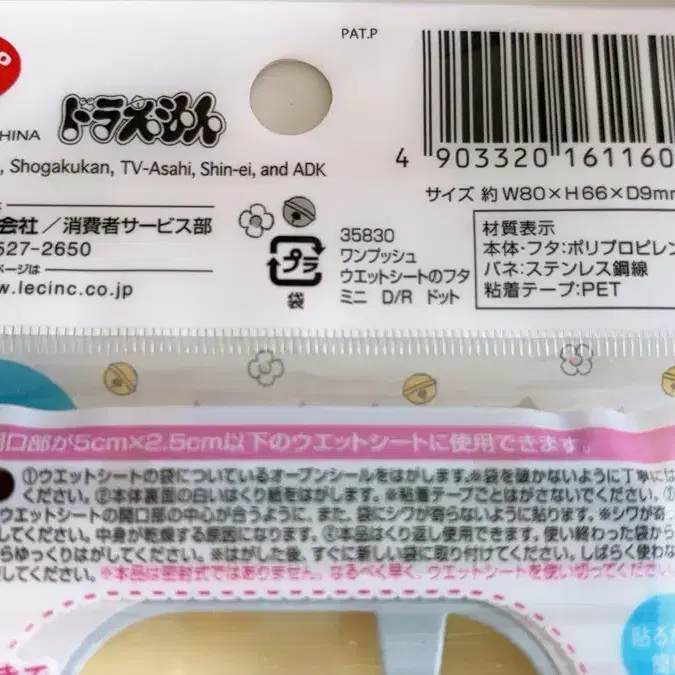 PAT.P
CHINA
ドラえもん
, Shogakukan, TV-Asahi, Shin-ei, and ADK
4 903320 161160
サイズ 約 W80×H66×D9mm
会社/消費者サービス部
527-2650
ページは
w.lecinc.co.jp
プラ
袋
35830
ワンプッシュ
ウエットシートのフタ
ミニ D/R ドット
材質表示
本体・フタ:ポリプロピレン
バネ:ステンレス鋼線
粘着テープ:PET
開口部が5cm×2.5cm以下のウエットシートに使用できます。
①ウエットシートの袋についているオープンシールをはがします。※袋を破かないように丁寧には
ください。②本体裏面の白いはくり紙をはがします。※粘着テープごとはがさないでください。
ウエットシートの開口部の中心が合うように、また、袋にシワが寄らないように貼ります。※シワが寄っ
してください。中身が乾燥する原因になります。④本品はくり返し使用できます。使い終わった袋から
らゆっくりはがしてください。※はがした後、すぐに新しい袋に取り付けてください。しばらく使わな
してください。※本品は密封式ではありません。なるべく早く、ウエットシートを使い切ってください。
貼る